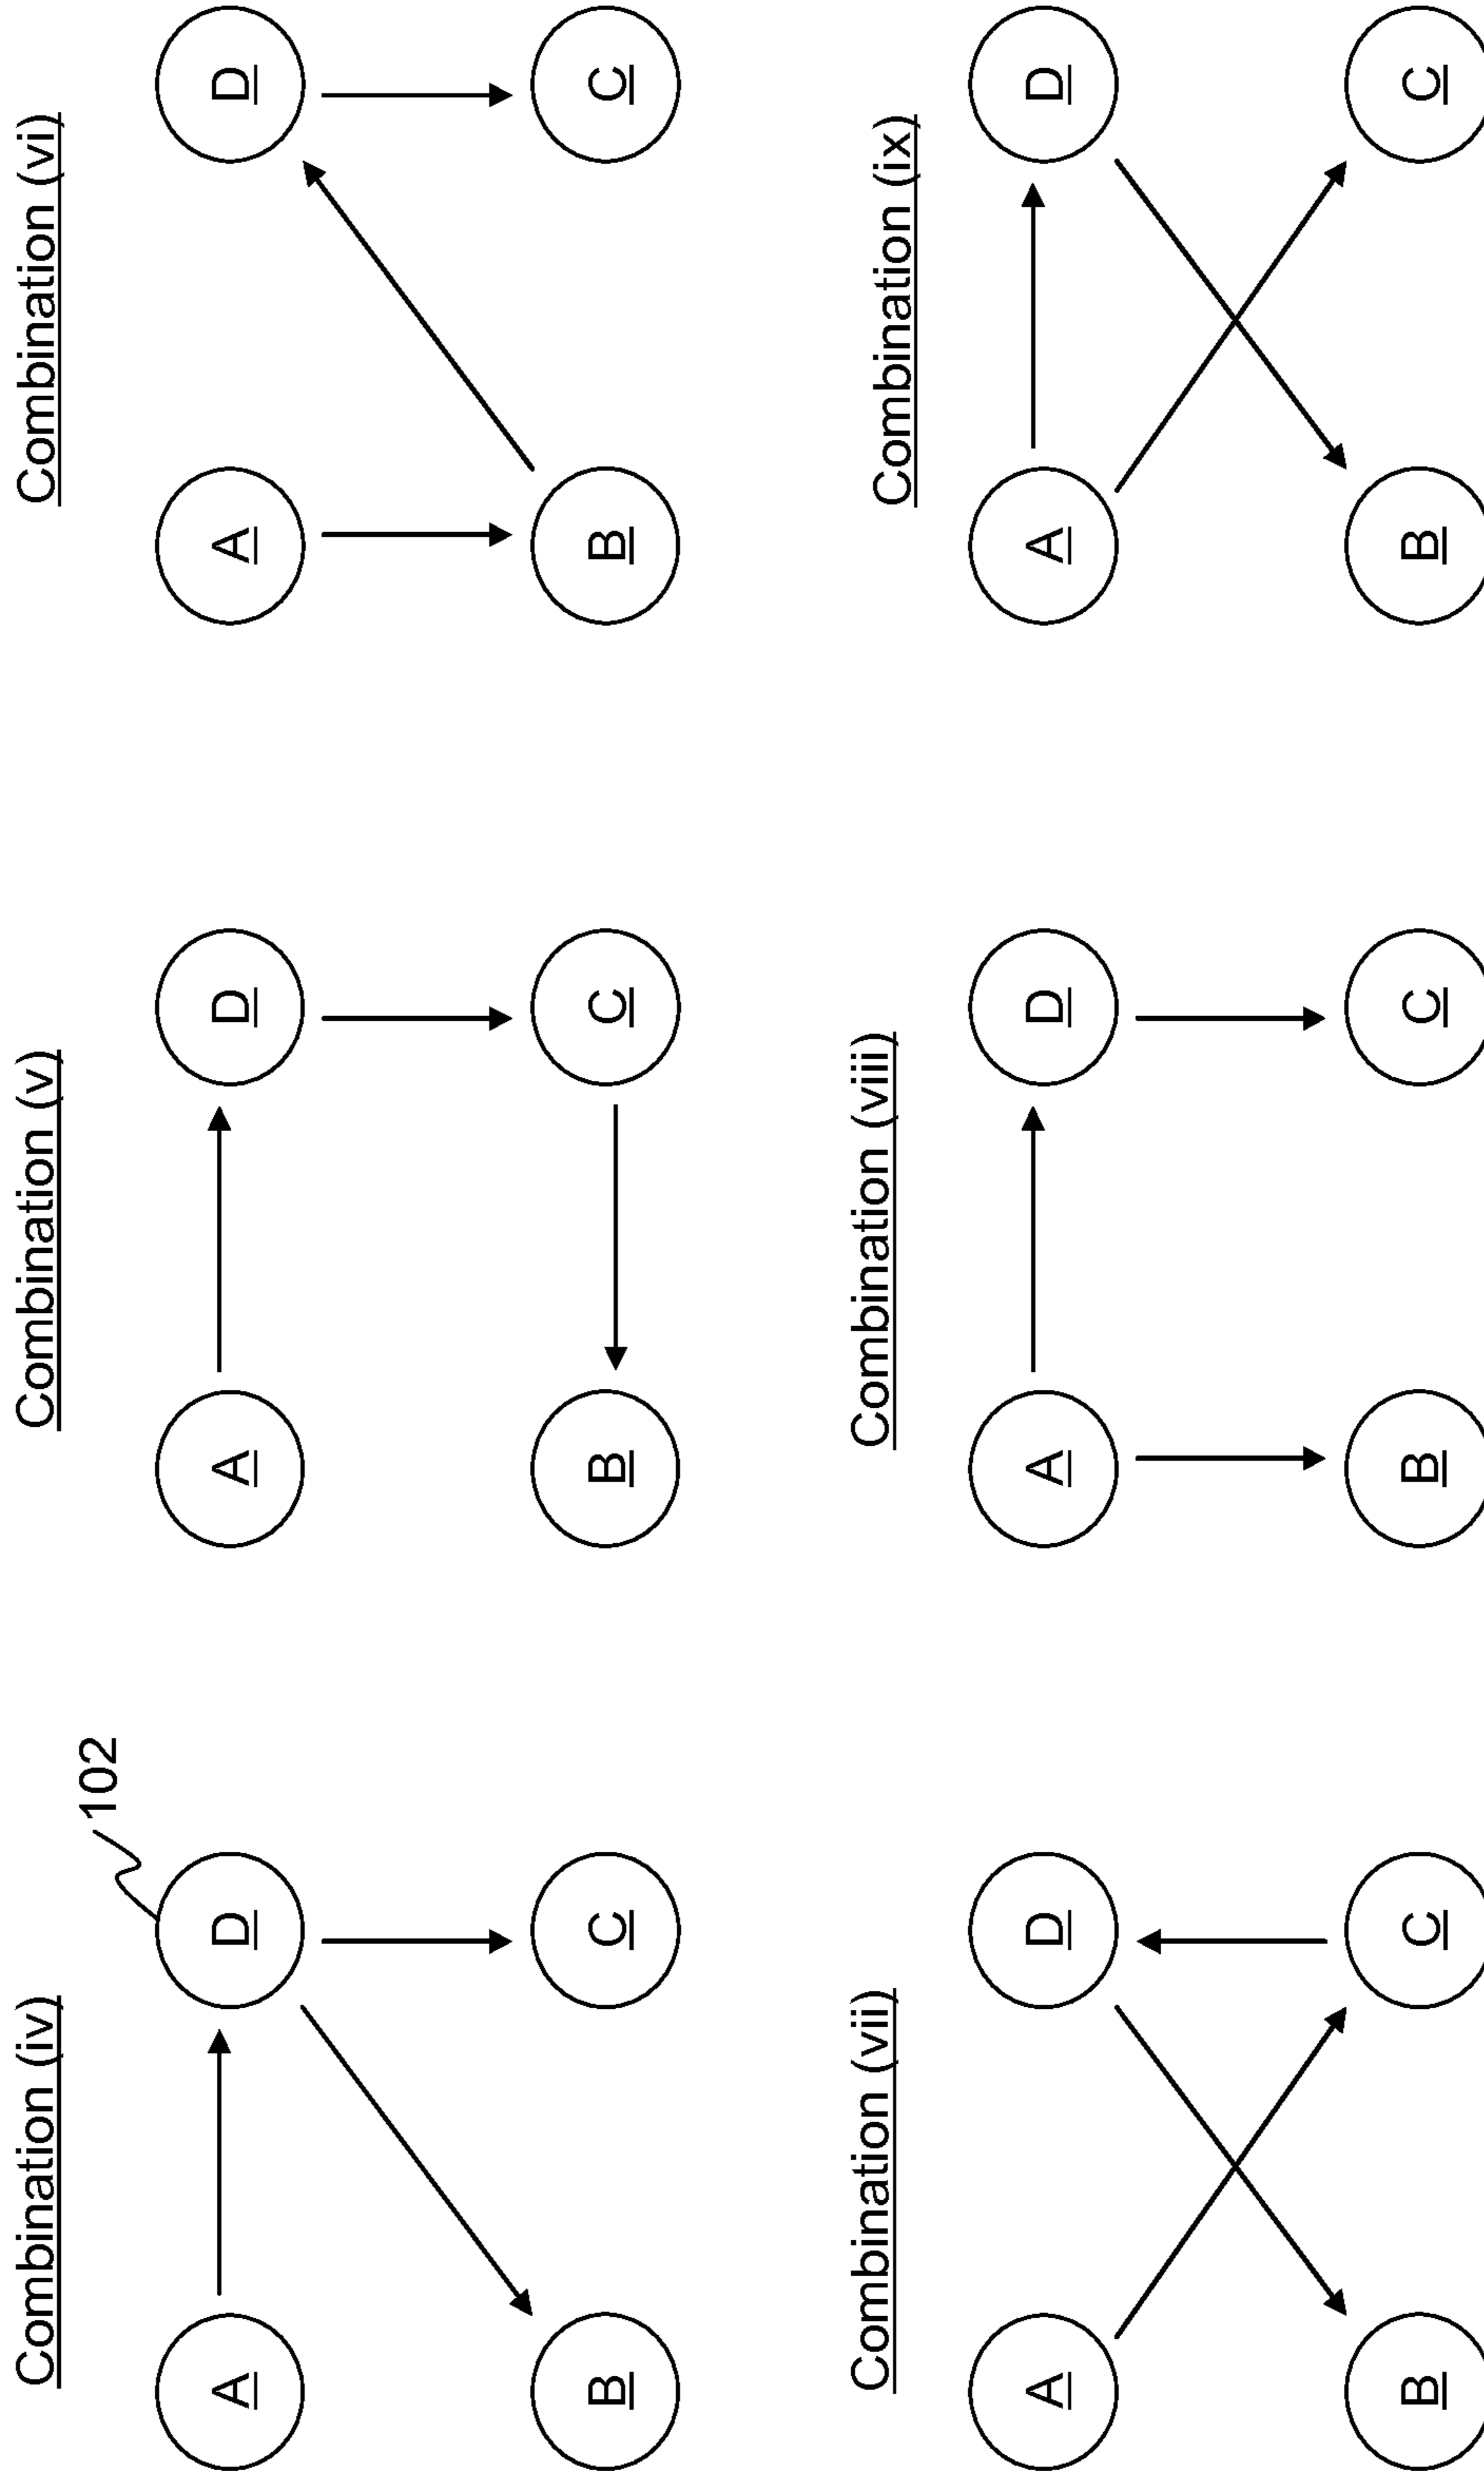 Combination (iv)
102
A
D
B
C
Combination (v)
A
D
B
C
Combination (vi)
A
D
B
C
Combination (vii)
A
D
B
C
Combination (viii)
A
D
B
C
Combination (ix)
A
D
B
C